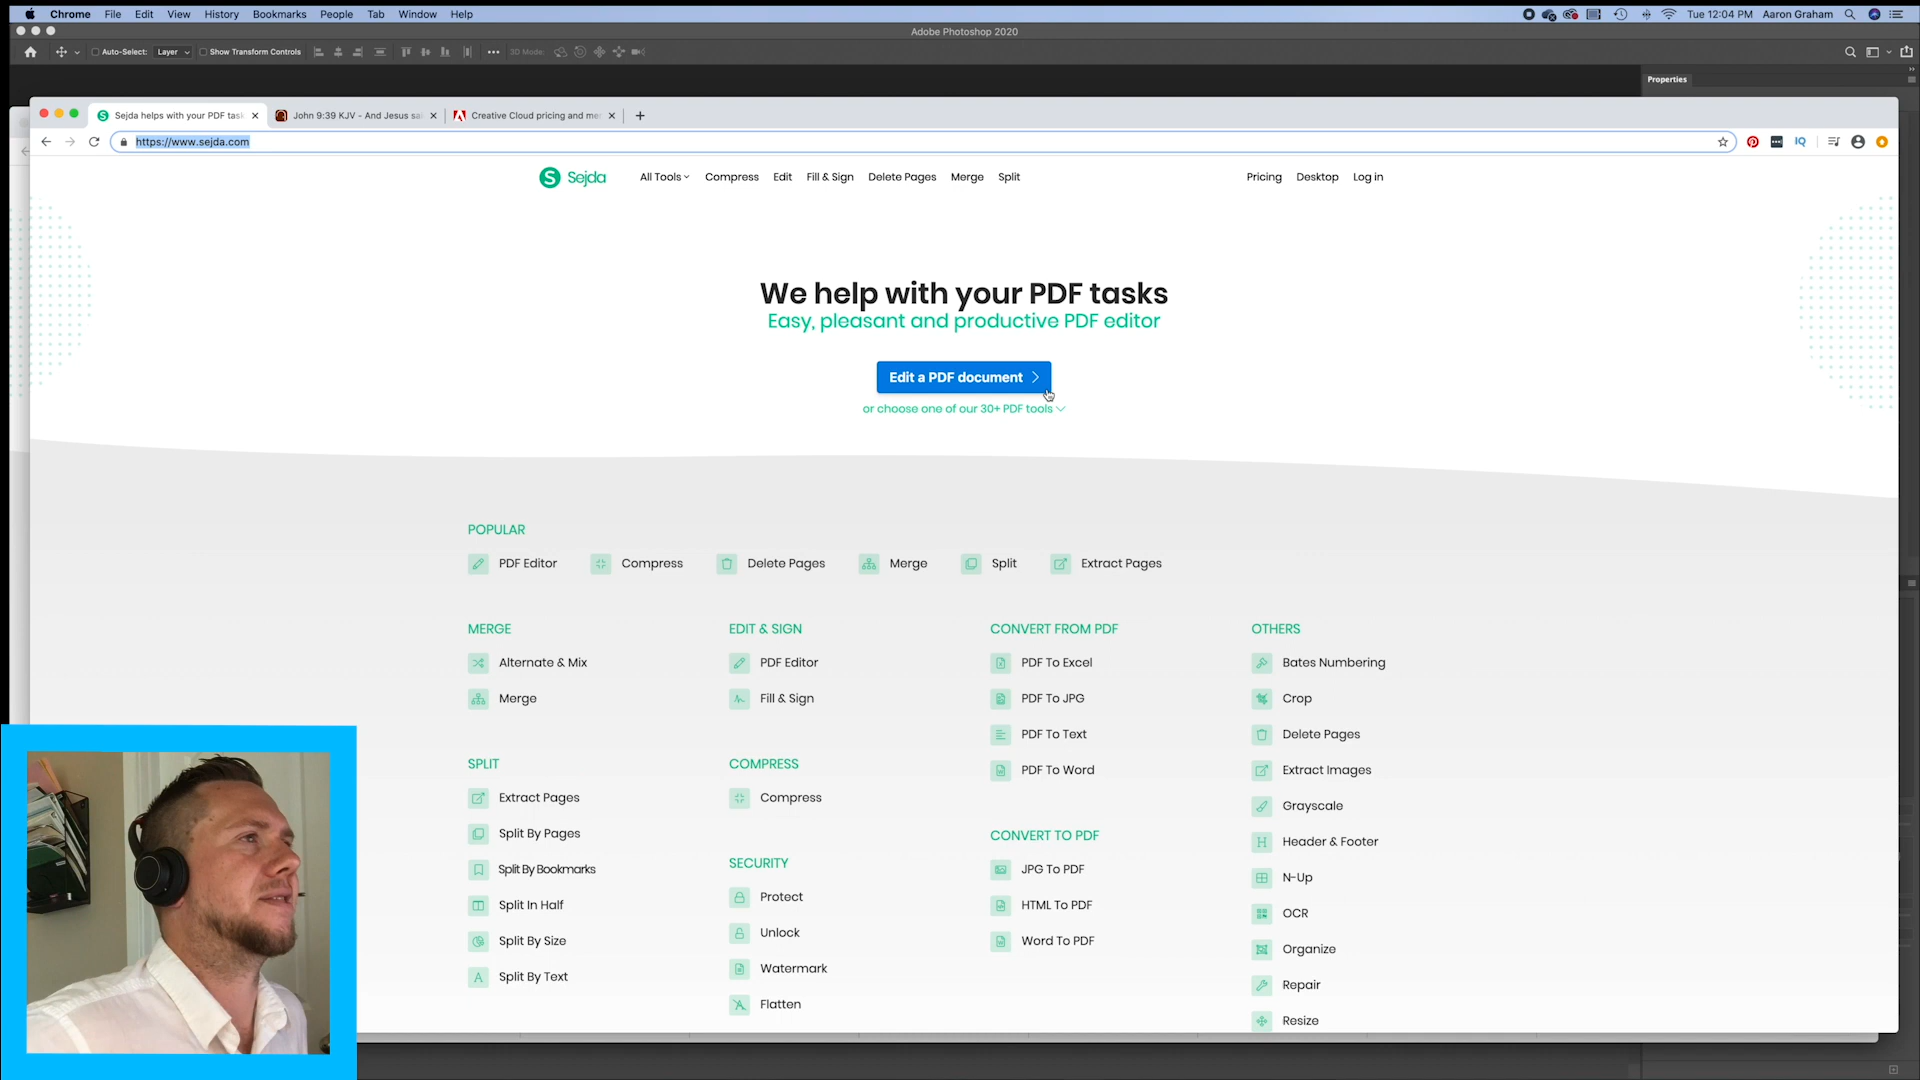 Chrome File Edit View History Bookmarks People Tab Window Help
Tue 12:04 PM Aaron Graham
Adobe Photoshop 2020
Auto-Select: Layer Show Transform Controls
3D Mode:
Properties
Sejda helps with your PDF task
John 9:39 KJV - And Jesus sai
Creative Cloud pricing and me
https://www.sejda.com
IQ
S Sejda
All Tools Compress Edit Fill & Sign Delete Pages Merge Split
Pricing Desktop Log in
We help with your PDF tasks
Easy, pleasant and productive PDF editor
Edit a PDF document
or choose one of our 30+ PDF tools
POPULAR
PDF Editor Compress Delete Pages Merge Split Extract Pages
MERGE
Alternate & Mix
Merge
SPLIT
Extract Pages
Split By Pages
Split By Bookmarks
Split In Half
Split By Size
Split By Text
EDIT & SIGN
PDF Editor
Fill & Sign
COMPRESS
Compress
SECURITY
Protect
Unlock
Watermark
Flatten
CONVERT FROM PDF
PDF To Excel
PDF To JPG
PDF To Text
PDF To Word
CONVERT TO PDF
JPG To PDF
HTML To PDF
Word To PDF
OTHERS
Bates Numbering
Crop
Delete Pages
Extract Images
Grayscale
Header & Footer
N-Up
OCR
Organize
Repair
Resize